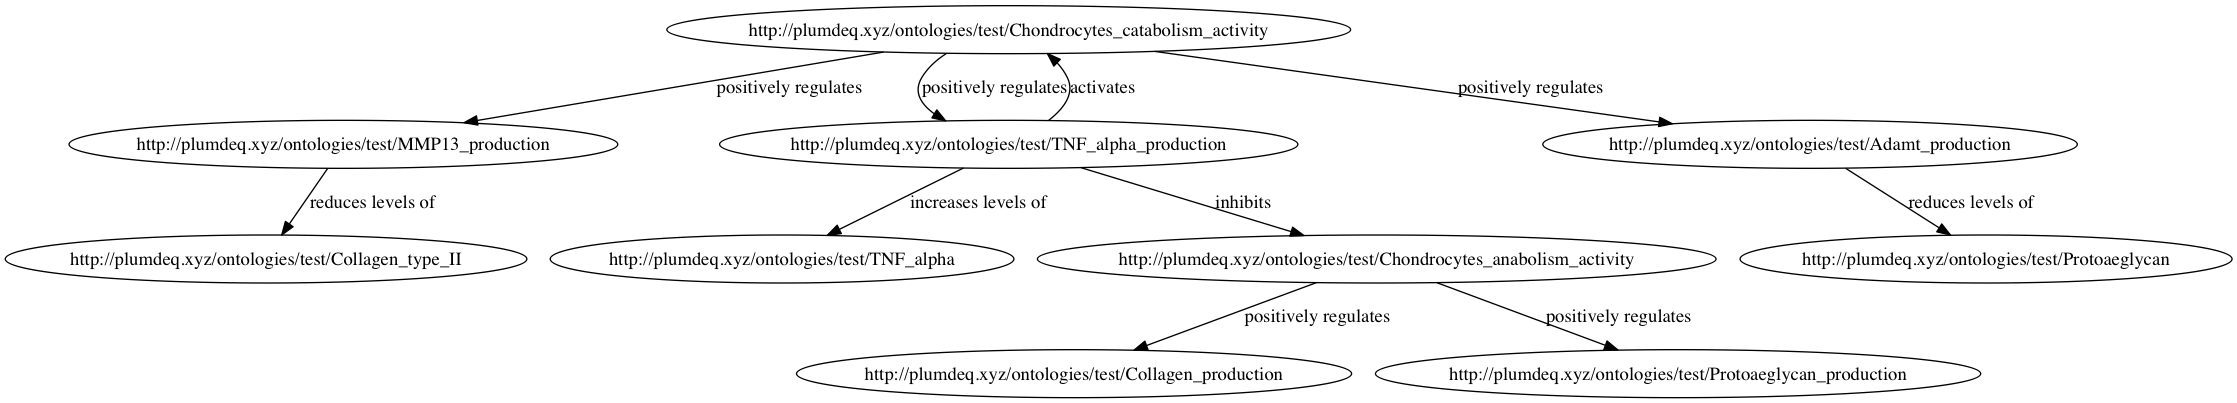 http://plumdeq.xyz/ontologies/test/Chondrocytes_catabolism_activity
positively regulates
positively regulates
activates
positively regulates
http://plumdeq.xyz/ontologies/test/MMP13_production
http://plumdeq.xyz/ontologies/test/TNF_alpha_production
http://plumdeq.xyz/ontologies/test/Adamt_production
reduces levels of
increases levels of
inhibits
reduces levels of
http://plumdeq.xyz/ontologies/test/Collagen_type_II
http://plumdeq.xyz/ontologies/test/TNF_alpha
http://plumdeq.xyz/ontologies/test/Chondrocytes_anabolism_activity
http://plumdeq.xyz/ontologies/test/Protoaeglycan
positively regulates
positively regulates
http://plumdeq.xyz/ontologies/test/Collagen_production
http://plumdeq.xyz/ontologies/test/Protoaeglycan_production